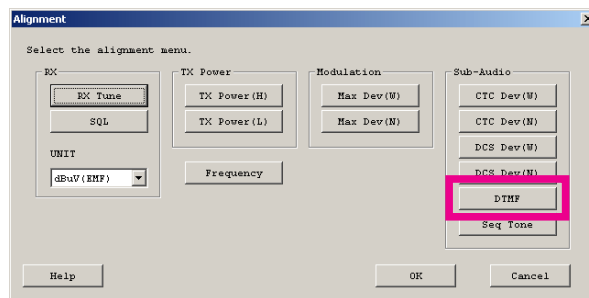 Alignment
Select the alignment menu.
RX
RX Tune
SQL
UNIT
dBuV(EMF)
TX Power
TX Power(H)
TX Power(L)
Frequency
Modulation
Max Dev(W)
Max Dev(N)
Sub-Audio
CTC Dev(W)
CTC Dev(N)
DCS Dev(W)
DCS Dev(N)
DTMF
Seq Tone
Help
OK
Cancel